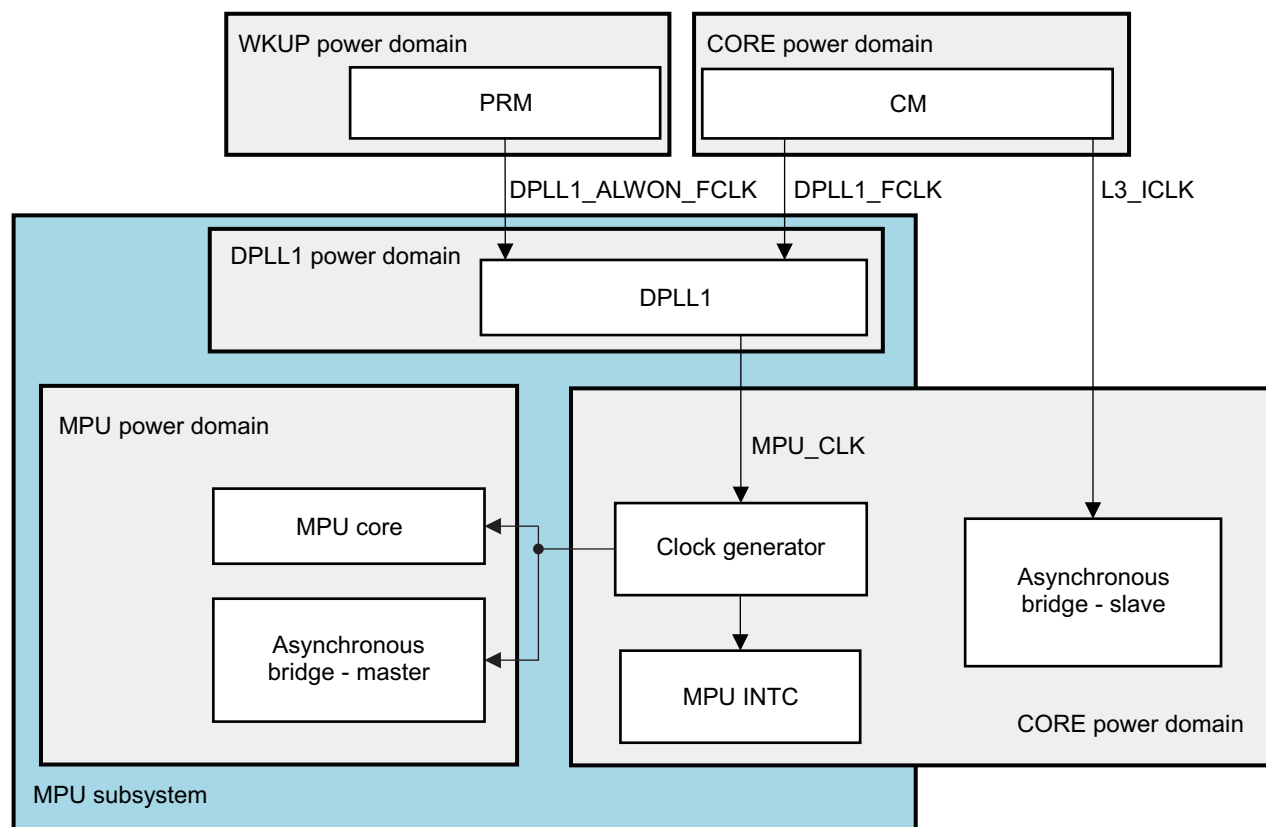 WKUP power domain
PRM
CORE power domain
CM
DPLL1_ALWON_FCLK
DPLL1_FCLK
L3_ICLK
DPLL1 power domain
DPLL1
MPU power domain
MPU_CLK
MPU core
Clock generator
Asynchronous
bridge - slave
Asynchronous
bridge - master
MPU INTC
CORE power domain
MPU subsystem